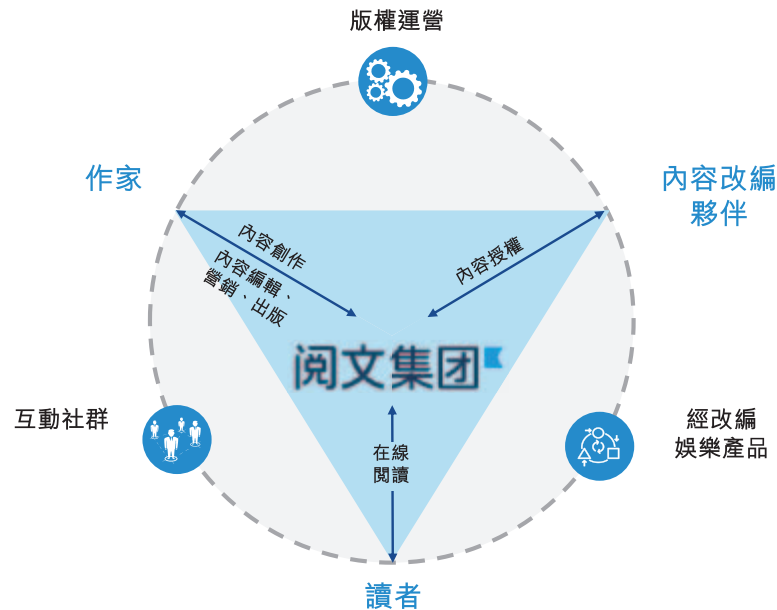 版權運營
作家
內容改編
夥伴
內容創作
內容編輯、
營銷、出版
內容授權
阅文集团
互動社群
在線
閲讀
經改編
娛樂產品
讀者